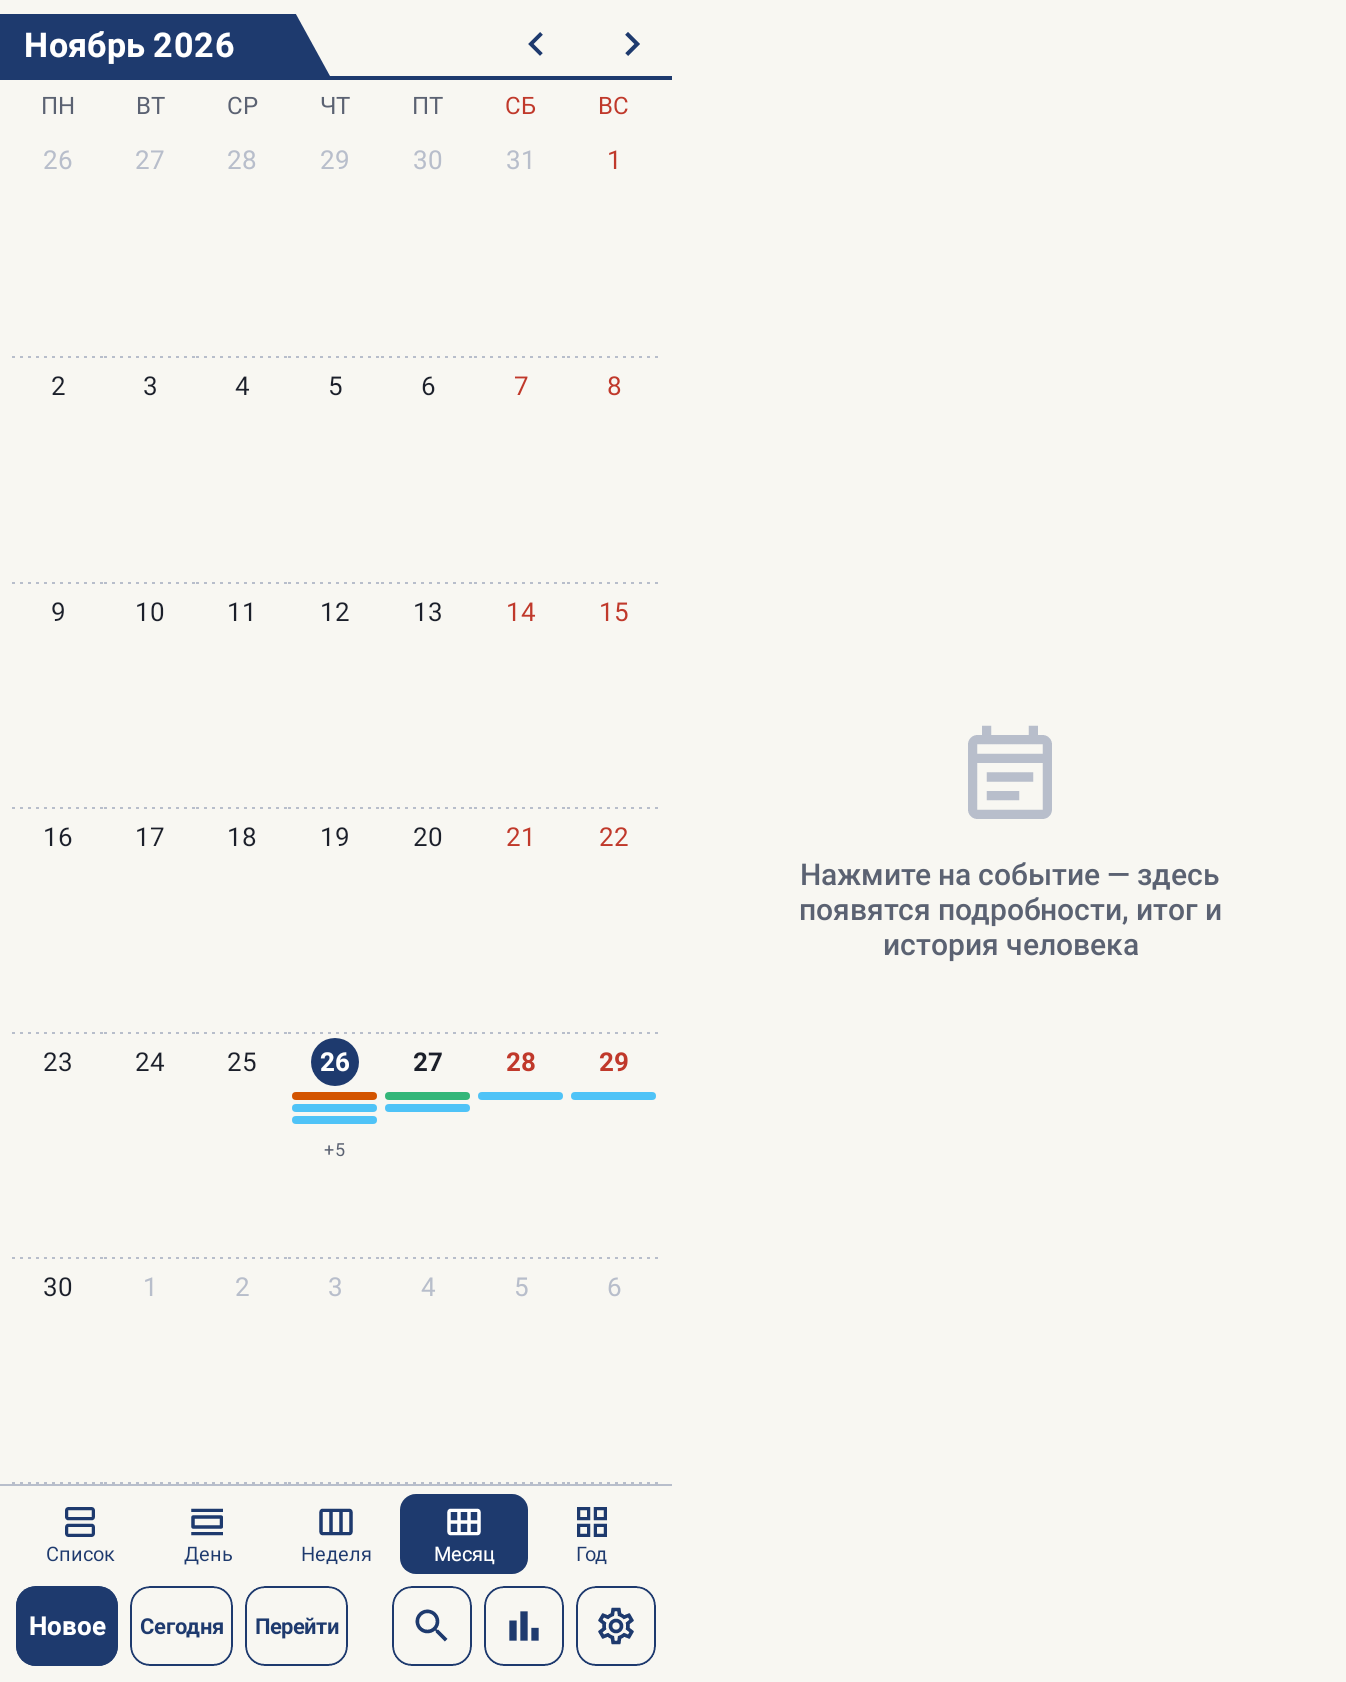 Ноябрь 2026
ПН ВТ СР ЧТ ПТ СБ ВС
26 27 28 29 30 31 1
2 3 4 5 6 7 8
9 10 11 12 13 14 15
16 17 18 19 20 21 22
23 24 25 26 27 28 29
+5
30 1 2 3 4 5 6
Список День Неделя Месяц Год
Новое Сегодня Перейти
Нажмите на событие — здесь
появятся подробности, итог и
история человека